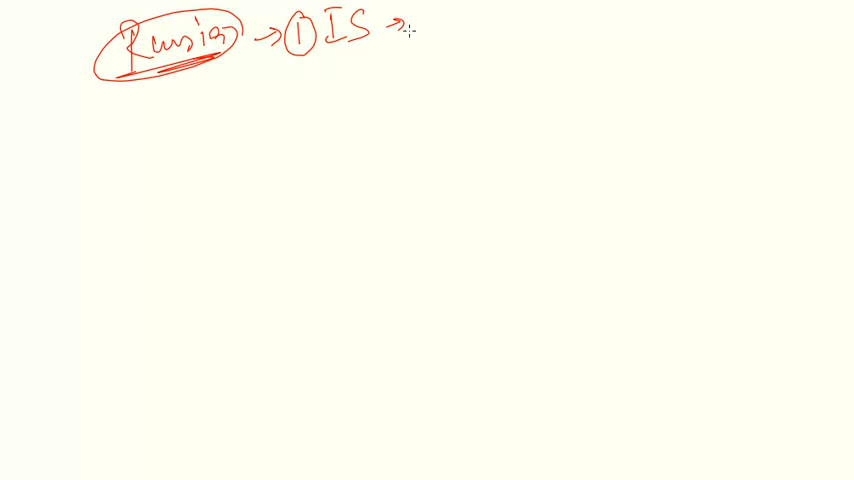 Russia → ① IS →